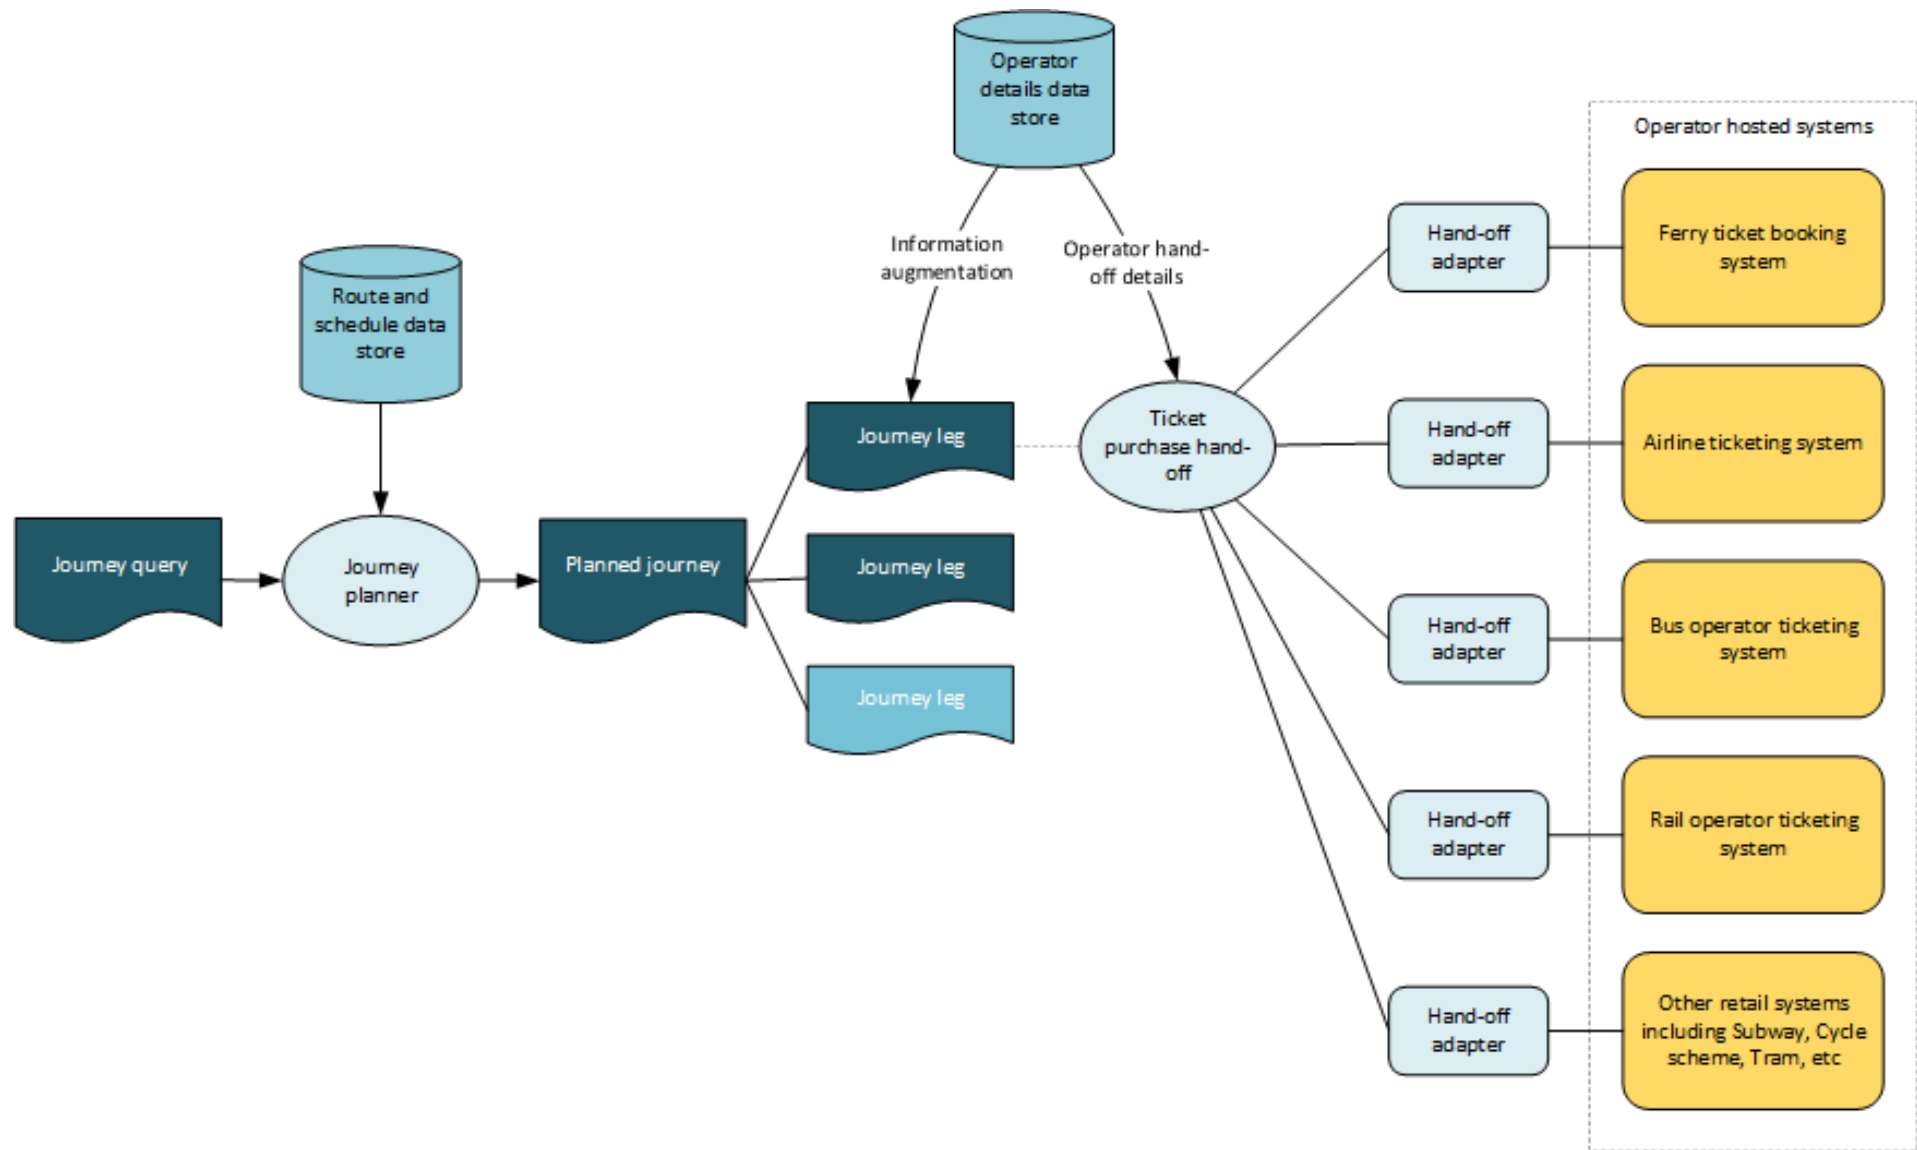 Operator
details data
store
Operator hosted systems
Information
augmentation
Operator hand-
off details
Route and
schedule data
store
Journey query
Journey
planner
Planned journey
Journey leg
Journey leg
Journey leg
Ticket
purchase hand-
off
Hand-off
adapter
Ferry ticket booking
system
Hand-off
adapter
Airline ticketing system
Hand-off
adapter
Bus operator ticketing
system
Hand-off
adapter
Rail operator ticketing
system
Hand-off
adapter
Other retail systems
including Subway, Cycle
scheme, Tram, etc